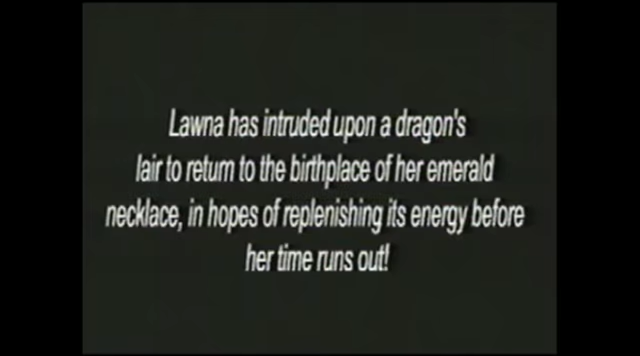 Lawna has intruded upon a dragon's
lair to return to the birthplace of her emerald
necklace, in hopes of replenishing its energy before
her time runs out!